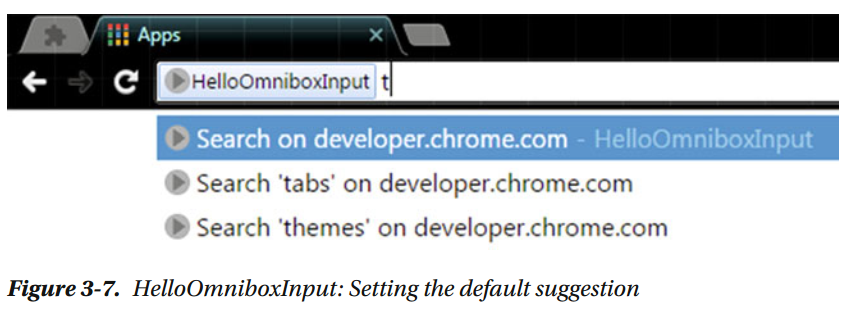 Apps
HelloOmniboxInput t
Search on developer.chrome.com - HelloOmniboxInput
Search 'tabs' on developer.chrome.com
Search 'themes' on developer.chrome.com
Figure 3-7. HelloOmniboxInput: Setting the default suggestion